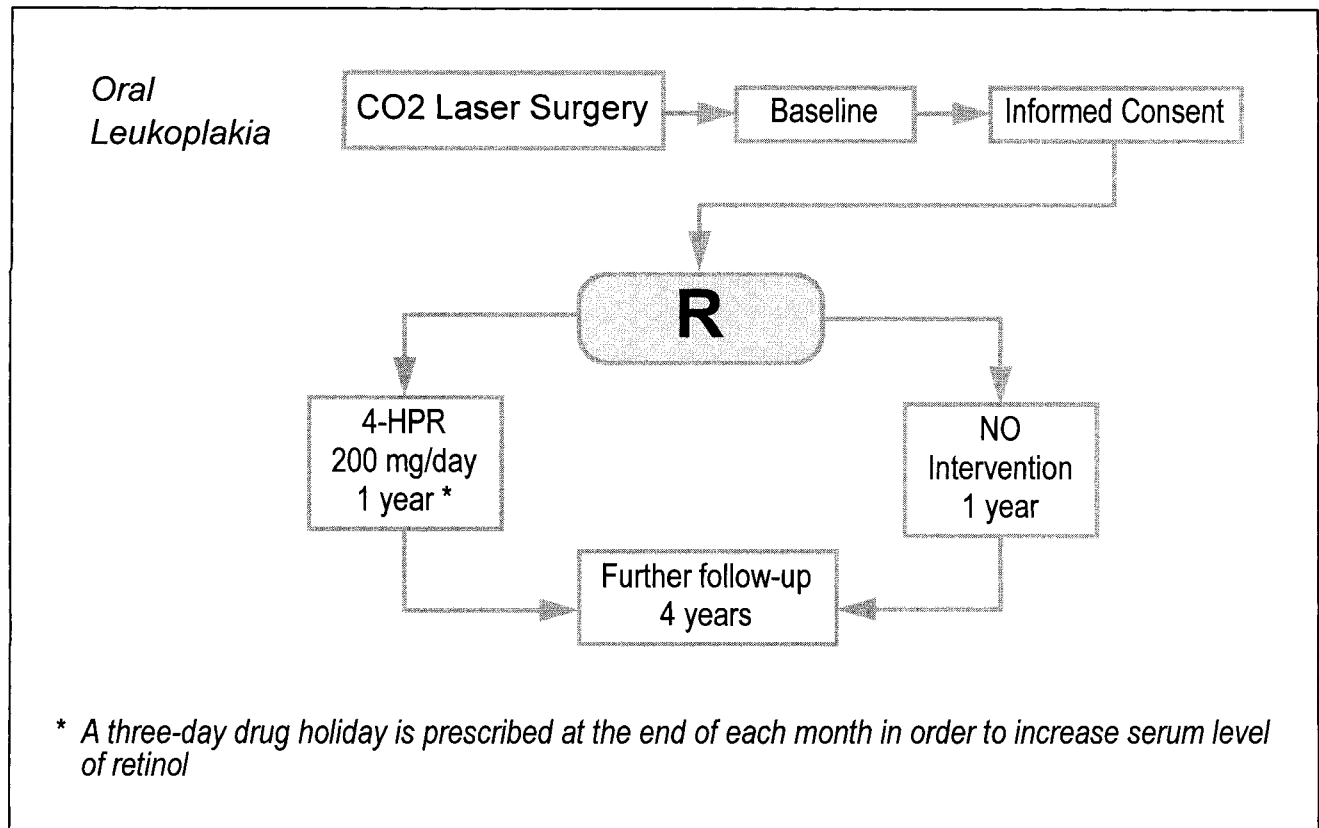 Oral
Leukoplakia
CO2 Laser Surgery
Baseline
Informed Consent
R
4-HPR
200 mg/day
1 year *
NO
Intervention
1 year
Further follow-up
4 years
* A three-day drug holiday is prescribed at the end of each month in order to increase serum level
of retinol